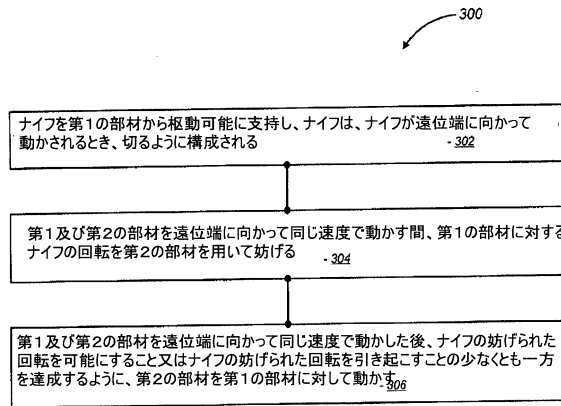 300
ナイフを第1の部材から枢動可能に支持し、ナイフは、ナイフが遠位端に向かって
動かされるとき、切るように構成される - 302
第1及び第2の部材を遠位端に向かって同じ速度で動かす間、第1の部材に対する
ナイフの回転を第2の部材を用いて妨げる - 304
第1及び第2の部材を遠位端に向かって同じ速度で動かした後、ナイフの妨げられた
回転を可能にすること又はナイフの妨げられた回転を引き起こすことの少なくとも一方
を達成するように、第2の部材を第1の部材に対して動かす - 306